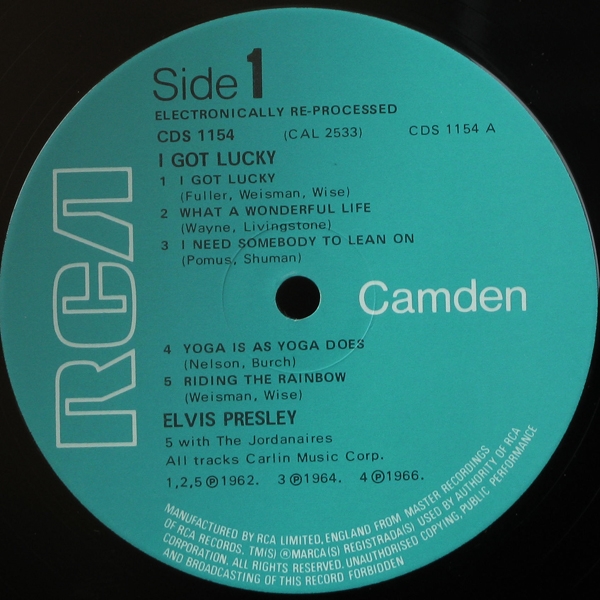 Side 1
ELECTRONICALLY RE-PROCESSED
CDS 1154 (CAL 2533) CDS 1154 A
I GOT LUCKY
1 I GOT LUCKY
(Fuller, Weisman, Wise)
2 WHAT A WONDERFUL LIFE
(Wayne, Livingstone)
3 I NEED SOMEBODY TO LEAN ON
(Pomus, Shuman)
RCA
Camden
4 YOGA IS AS YOGA DOES
(Nelson, Burch)
5 RIDING THE RAINBOW
(Weisman, Wise)
ELVIS PRESLEY
5 with The Jordanaires
All tracks Carlin Music Corp.
1,2,5 ℗ 1962. 3 ℗ 1964. 4 ℗ 1966.
MANUFACTURED BY RCA LIMITED, ENGLAND FROM MASTER RECORDINGS
OF RCA RECORDS. TM(S) ® MARCA(S) REGISTRADA(S) USED BY AUTHORITY OF RCA
CORPORATION. ALL RIGHTS RESERVED. UNAUTHORISED COPYING, PUBLIC PERFORMANCE
AND BROADCASTING OF THIS RECORD FORBIDDEN